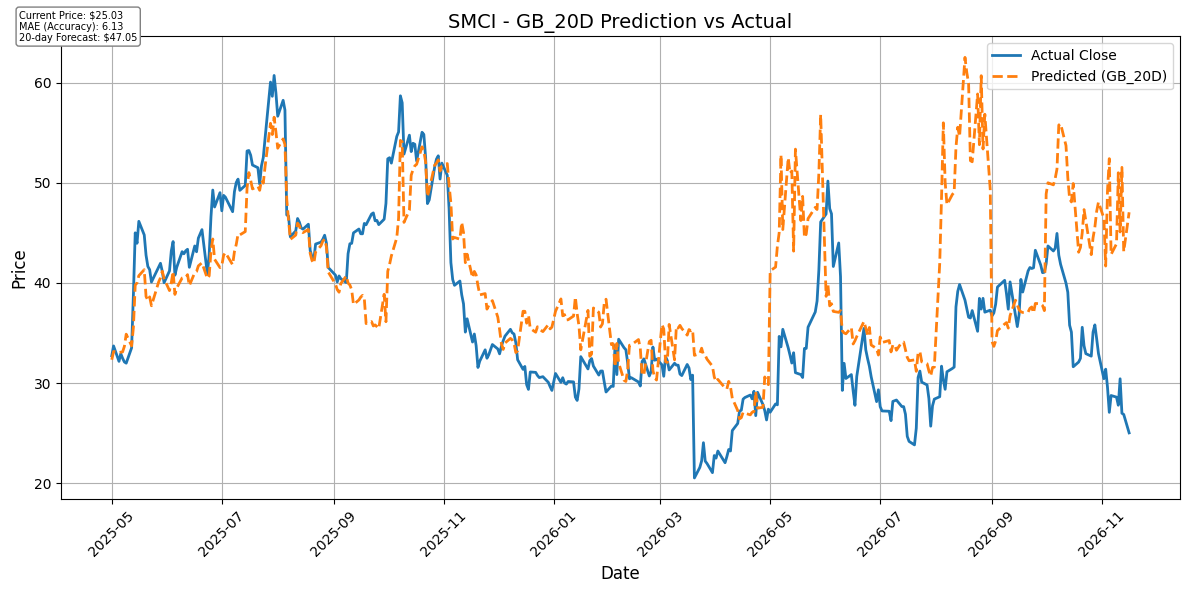 SMCI - GB_20D Prediction vs Actual
Current Price: $25.03
MAE (Accuracy): 6.13
20-day Forecast: $47.05
Actual Close
Predicted (GB_20D)
Price
60
50
40
30
20
2025-05
2025-07
2025-09
2025-11
2026-01
2026-03
2026-05
2026-07
2026-09
2026-11
Date